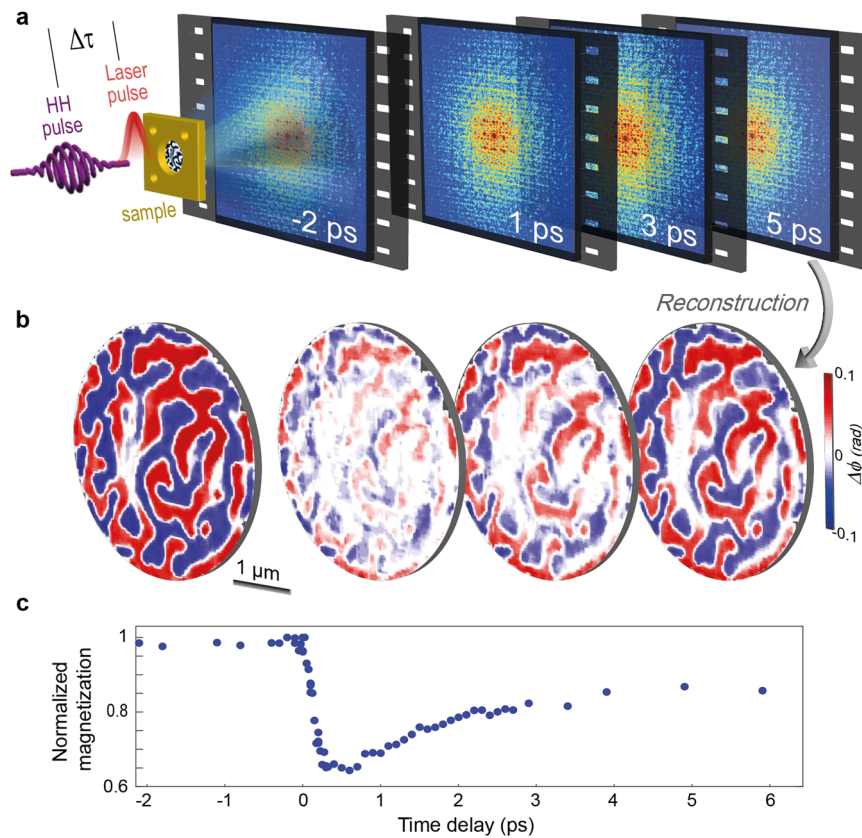 a
Δτ
Laser
pulse
HH
pulse
sample
-2 ps
1 ps
3 ps
5 ps
Reconstruction
b
0.1
0
-0.1
Δϕ (rad)
1 µm
c
Normalized
magnetization
1
0.8
0.6
-2 -1 0 1 2 3 4 5 6
Time delay (ps)